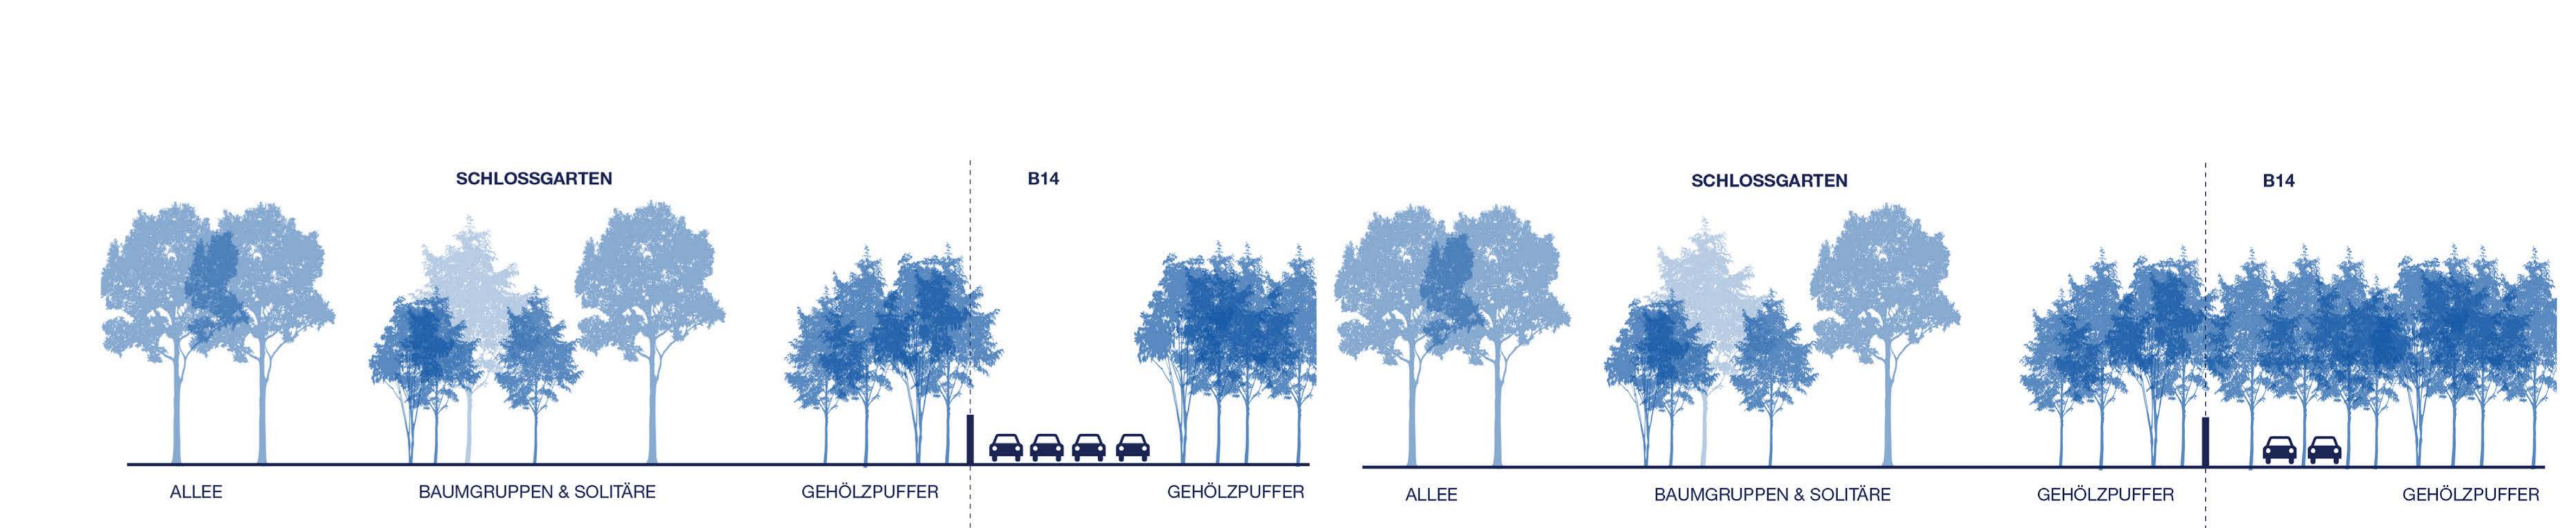 SCHLOSSGARTEN B14
ALLEE BAUMGRUPPEN & SOLITÄRE GEHÖLZPUFFER GEHÖLZPUFFER
SCHLOSSGARTEN B14
ALLEE BAUMGRUPPEN & SOLITÄRE GEHÖLZPUFFER GEHÖLZPUFFER